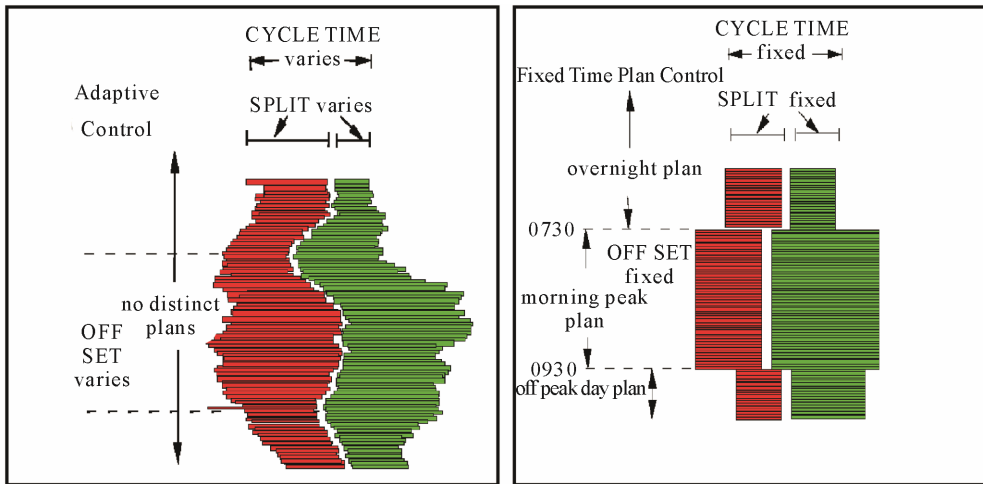 CYCLE TIME
varies
Adaptive
Control
SPLIT varies
no distinct
plans
OFF
SET
varies
CYCLE TIME
fixed
Fixed Time Plan Control
SPLIT fixed
overnight plan
0730
OFF SET
fixed
morning peak
plan
0930
off peak day plan